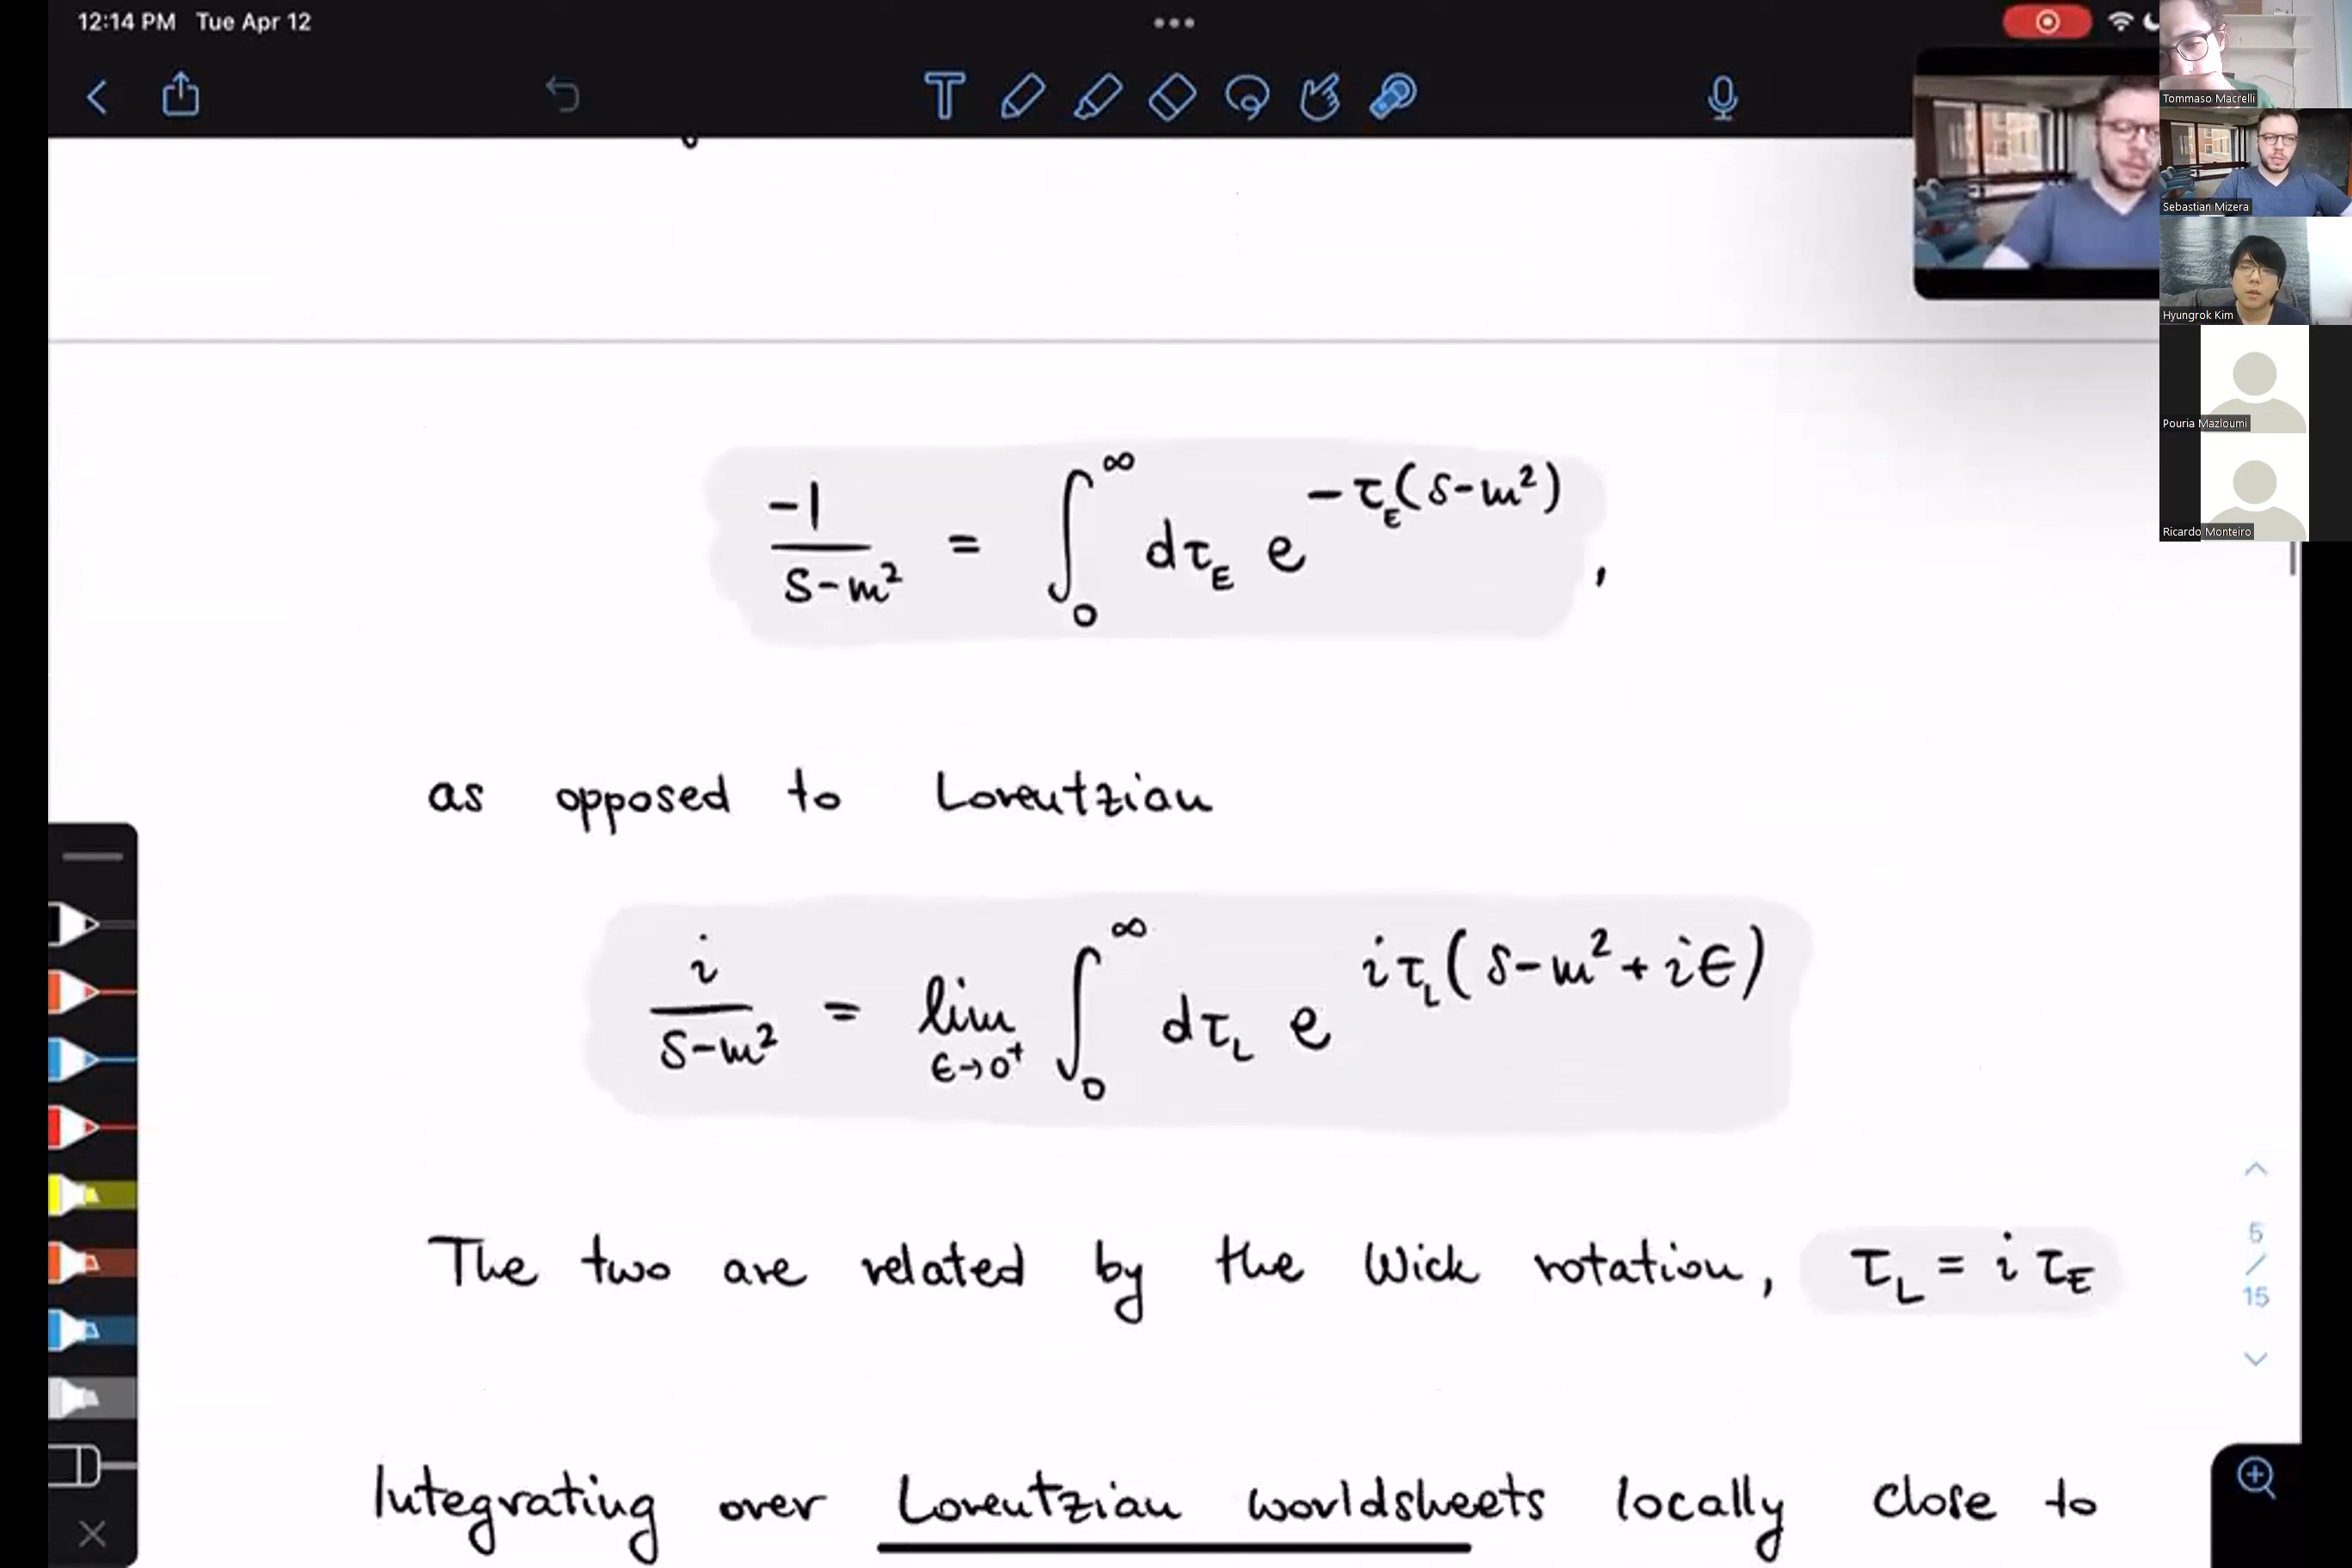 12:14 PM Tue Apr 12
Tommaso Macrelli
Sebastian Mizera
Hyungrok Kim
Pouria Mazloumi
Ricardo Monteiro
-1/(s-m²) = ∫₀^∞ dτ_E e^{-τ_E(s-m²)},
as opposed to Lorentzian
i/(s-m²) = lim_{ε→0⁺} ∫₀^∞ dτ_L e^{iτ_L(s-m²+iε)}
The two are related by the Wick rotation, τ_L = i τ_E
Integrating over Lorentzian worldsheets locally close to
5
/
15